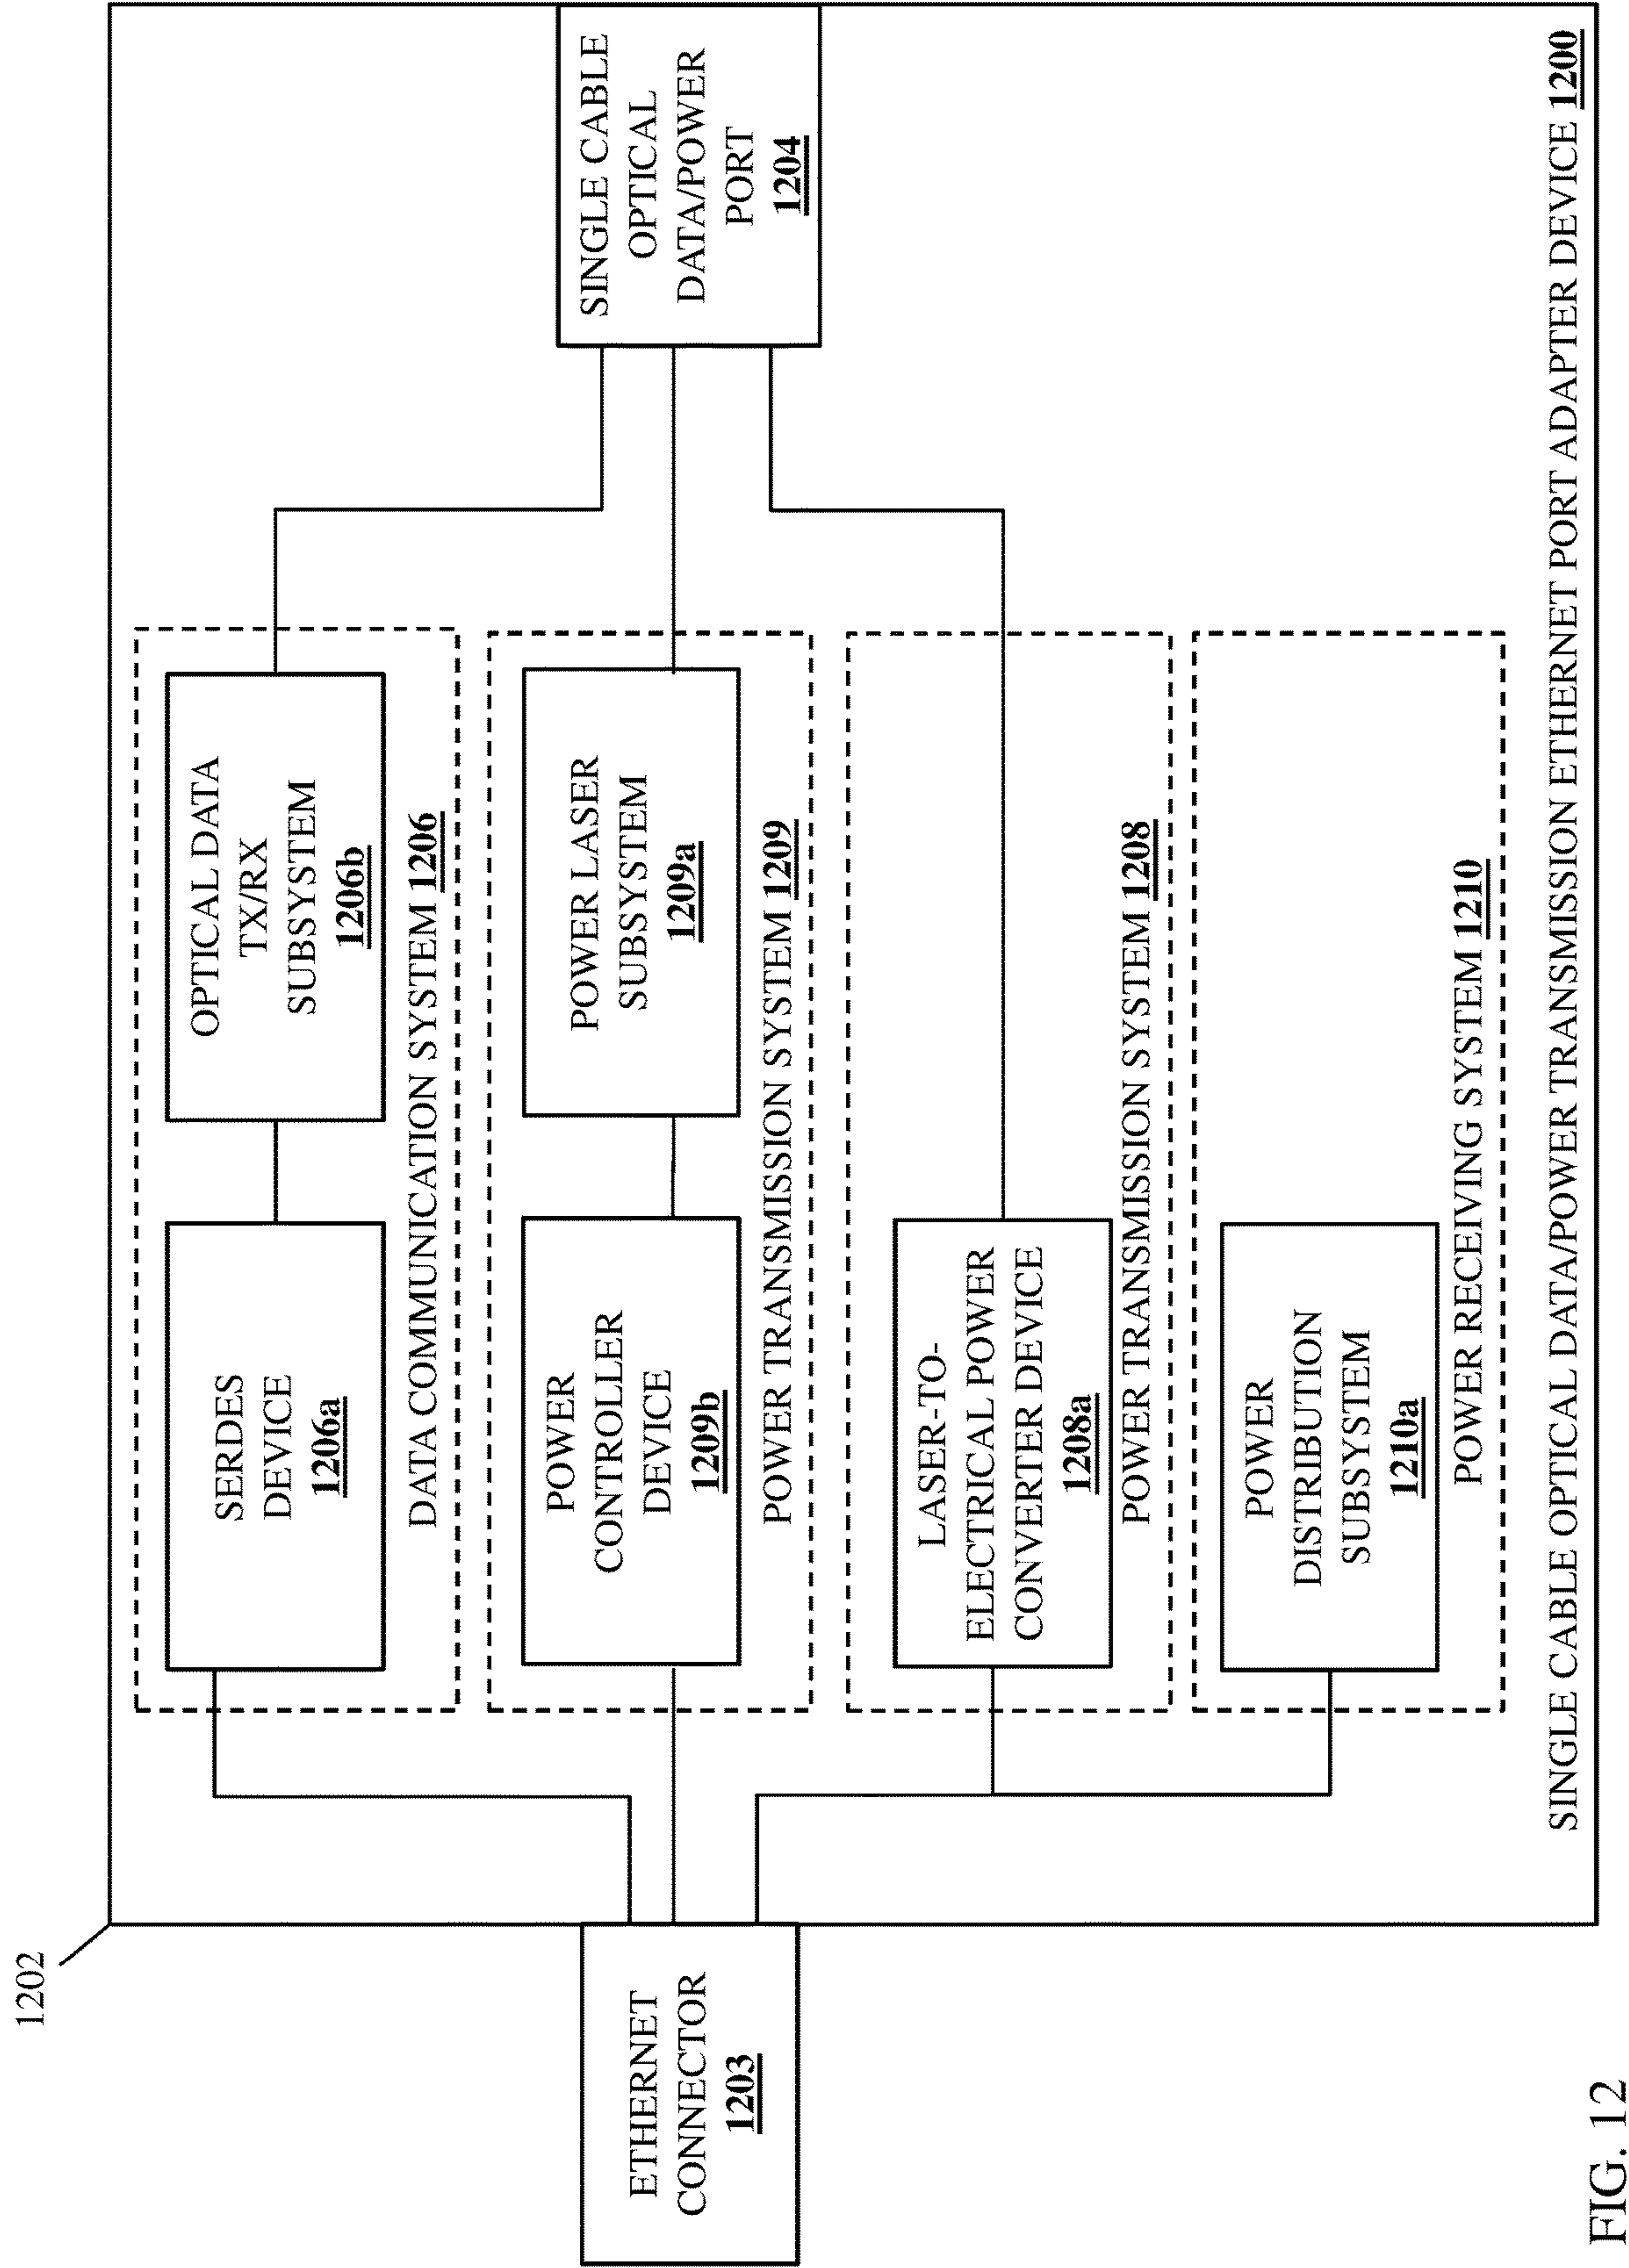 1202
ETHERNET
CONNECTOR
1203
SERDES
DEVICE
1206a
OPTICAL DATA
TX/RX
SUBSYSTEM
1206b
DATA COMMUNICATION SYSTEM 1206
POWER
CONTROLLER
DEVICE
1209b
POWER LASER
SUBSYSTEM
1209a
POWER TRANSMISSION SYSTEM 1209
LASER-TO-
ELECTRICAL POWER
CONVERTER DEVICE
1208a
POWER TRANSMISSION SYSTEM 1208
POWER
DISTRIBUTION
SUBSYSTEM
1210a
POWER RECEIVING SYSTEM 1210
SINGLE CABLE
OPTICAL
DATA/POWER
PORT
1204
SINGLE CABLE OPTICAL DATA/POWER TRANSMISSION ETHERNET PORT ADAPTER DEVICE 1200
FIG. 12